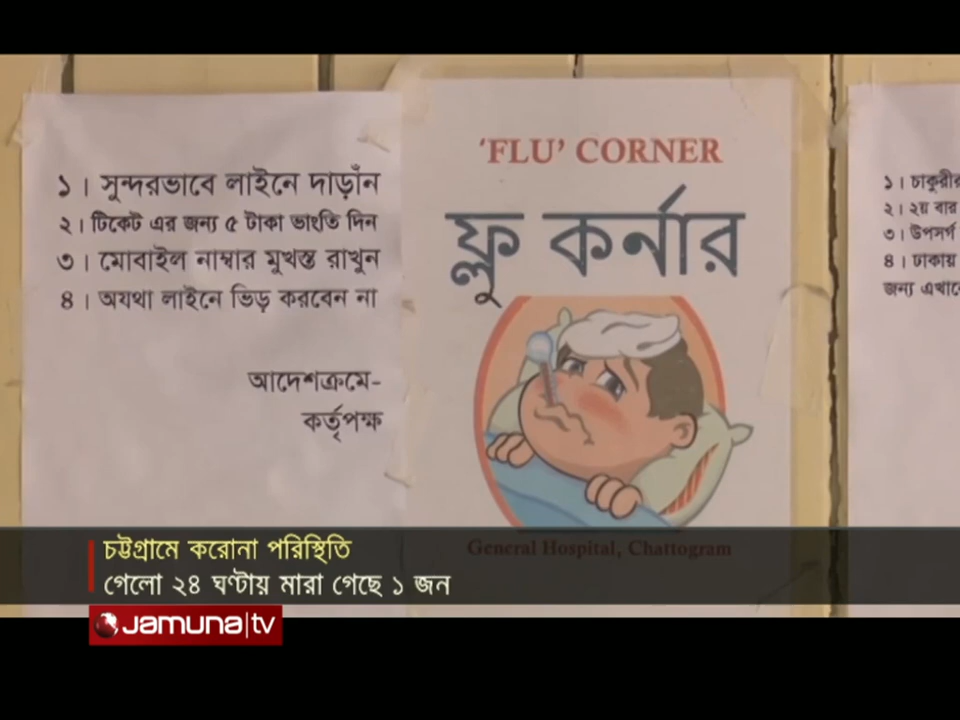 ১। সুন্দরভাবে লাইনে দাড়াঁন
২। টিকেট এর জন্য ৫ টাকা ভাংতি দিন
৩। মোবাইল নাম্বার মুখস্ত রাখুন
৪। অযথা লাইনে ভিড় করবেন না
আদেশক্রমে-
কর্তৃপক্ষ
'FLU' CORNER
ফ্লু কর্নার
General Hospital, Chattogram
১। চাকুরীর
২। ২য় বার
৩। উপসর্গ
৪। ঢাকায়
জন্য এখানে
চট্টগ্রামে করোনা পরিস্থিতি
গেলো ২৪ ঘণ্টায় মারা গেছে ১ জন
Jamuna|tv